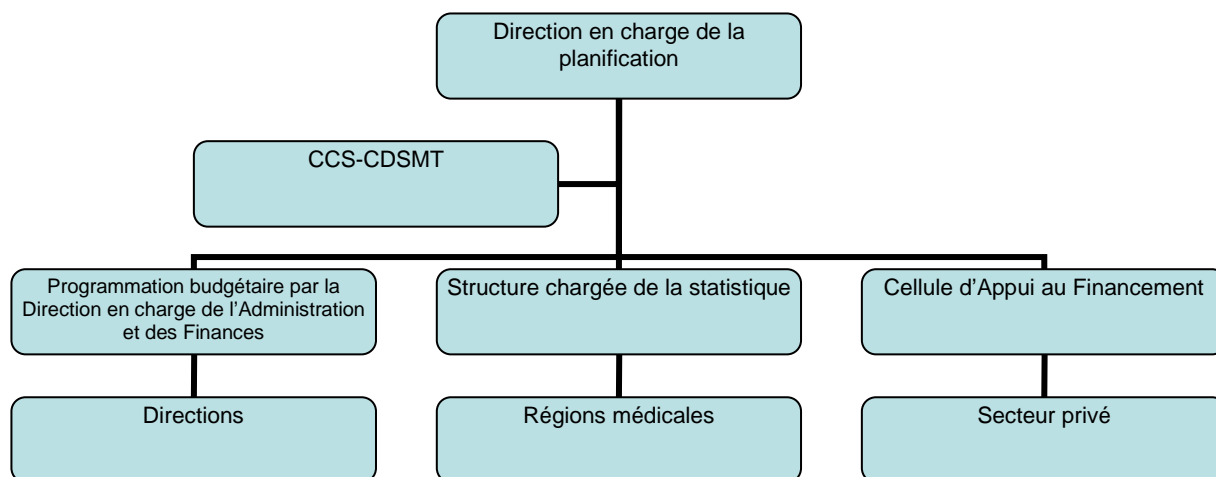 Direction en charge de la
planification
CCS-CDSMT
Programmation budgétaire par la
Direction en charge de l'Administration
et des Finances
Structure chargée de la statistique
Cellule d'Appui au Financement
Directions
Régions médicales
Secteur privé